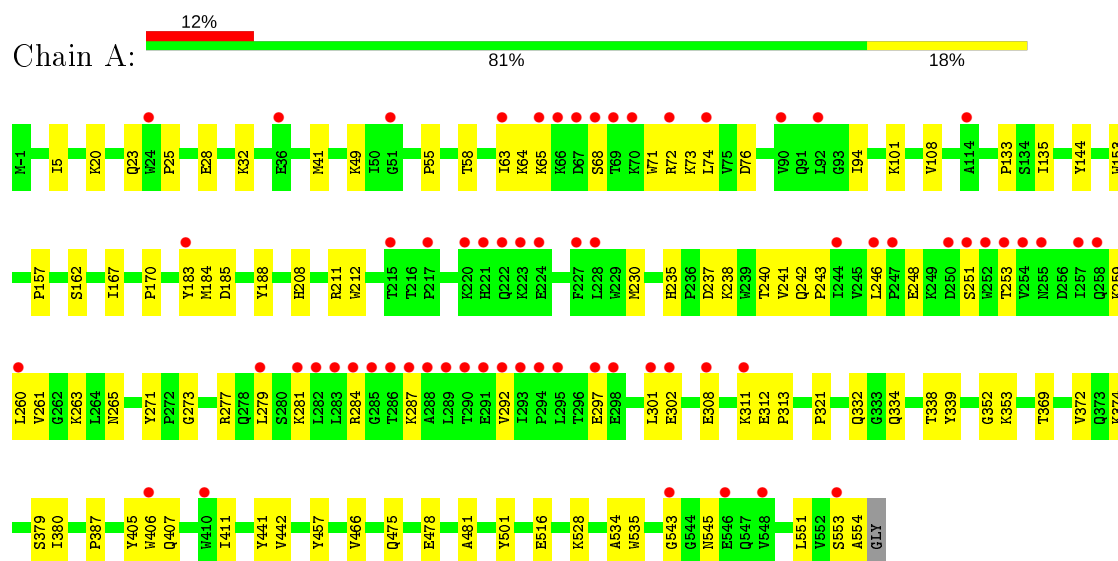 12%
Chain A:
81% 18%
M-1 I5 K20 Q23 W24 P25 E28 K32 E36 M41 K49 I50 G51 P55 T58 I63 K64 K65 K66 D67 S68 T69 K70 W71 R72 K73 L74 V75 D76 V90 Q91 L92 G93 I94 K101 V108 A114 P133 S134 I135 Y144 W153
P157 S162 I167 P170 Y183 M184 D185 Y188 H208 R211 W212 T215 T216 P217 K220 H221 Q222 K223 E224 F227 L228 W229 M230 H235 P236 D237 K238 W239 T240 V241 Q242 P243 I244 V245 L246 P247 E248 K249 D250 S251 W252 T253 V254 N255 D256 I257 Q258 K259
L260 V261 G262 K263 L264 N265 Y271 P272 G273 R277 Q278 L279 S280 K281 L282 L283 R284 G285 T286 K287 A288 L289 T290 E291 V292 I293 P294 L295 T296 E297 E298 L301 E302 E308 K311 E312 P313 P321 Q332 G333 Q334 T338 Y339 G352 K353 T369 V372 Q373 K374
S379 I380 P387 Y405 W406 Q407 W410 I411 Y441 V442 Y457 V466 Q475 E478 A481 Y501 E516 K528 A534 W535 G543 G544 N545 E546 Q547 V548 L551 V552 S553 A554 GLY